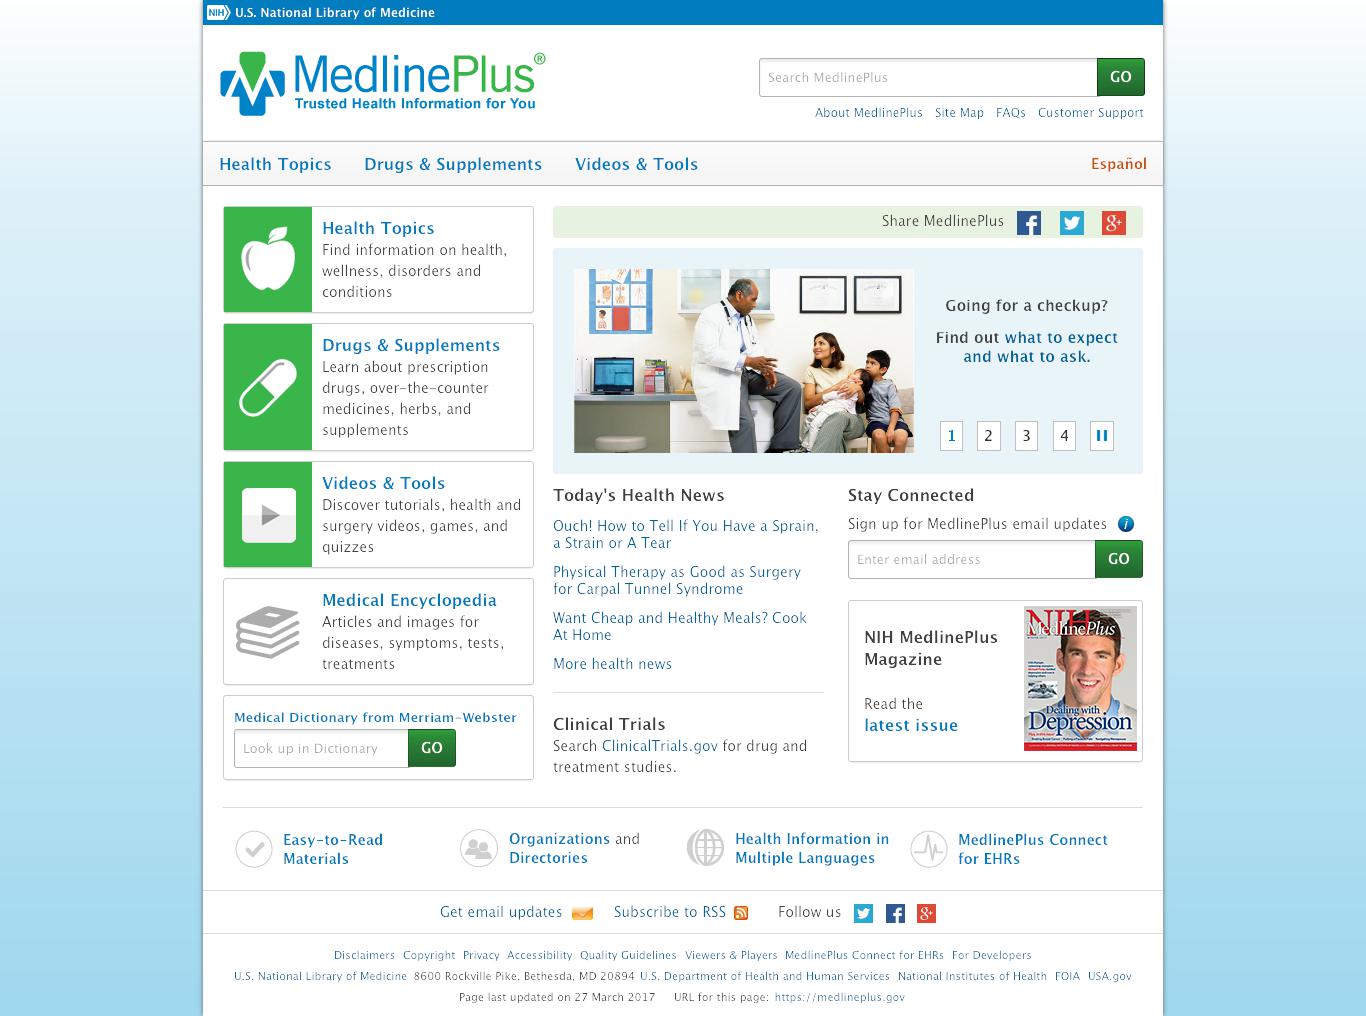 NIH U.S. National Library of Medicine
MedlinePlus®
Trusted Health Information for You
Search MedlinePlus
GO
About MedlinePlus Site Map FAQs Customer Support
Health Topics Drugs & Supplements Videos & Tools
Español
Health Topics
Find information on health,
wellness, disorders and
conditions
Drugs & Supplements
Learn about prescription
drugs, over-the-counter
medicines, herbs, and
supplements
Videos & Tools
Discover tutorials, health and
surgery videos, games, and
quizzes
Medical Encyclopedia
Articles and images for
diseases, symptoms, tests,
treatments
Medical Dictionary from Merriam-Webster
Look up in Dictionary
GO
Share MedlinePlus
Going for a checkup?
Find out what to expect
and what to ask.
1 2 3 4
Today's Health News
Ouch! How to Tell If You Have a Sprain,
a Strain or A Tear
Physical Therapy as Good as Surgery
for Carpal Tunnel Syndrome
Want Cheap and Healthy Meals? Cook
At Home
More health news
Clinical Trials
Search ClinicalTrials.gov for drug and
treatment studies.
Stay Connected
Sign up for MedlinePlus email updates
Enter email address
GO
NIH MedlinePlus
Magazine
Read the
latest issue
NIH
MedlinePlus
Dealing with
Depression
Easy-to-Read
Materials
Organizations and
Directories
Health Information in
Multiple Languages
MedlinePlus Connect
for EHRs
Get email updates Subscribe to RSS Follow us
Disclaimers Copyright Privacy Accessibility Quality Guidelines Viewers & Players MedlinePlus Connect for EHRs For Developers
U.S. National Library of Medicine 8600 Rockville Pike, Bethesda, MD 20894 U.S. Department of Health and Human Services National Institutes of Health FOIA USA.gov
Page last updated on 27 March 2017 URL for this page: https://medlineplus.gov